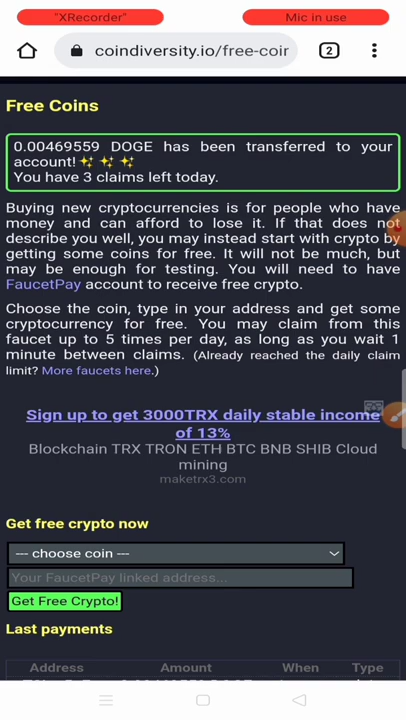 "XRecorder"
Mic in use
coindiversity.io/free-coir
2
Free Coins
0.00469559 DOGE has been transferred to your
account!✨✨✨
You have 3 claims left today.
Buying new cryptocurrencies is for people who have
money and can afford to lose it. If that does not
describe you well, you may instead start with crypto by
getting some coins for free. It will not be much, but
may be enough for testing. You will need to have
FaucetPay account to receive free crypto.
Choose the coin, type in your address and get some
cryptocurrency for free. You may claim from this
faucet up to 5 times per day, as long as you wait 1
minute between claims. (Already reached the daily claim
limit? More faucets here.)
Sign up to get 3000TRX daily stable income
of 13%
Blockchain TRX TRON ETH BTC BNB SHIB Cloud
mining
maketrx3.com
Get free crypto now
--- choose coin ---
Your FaucetPay linked address...
Get Free Crypto!
Last payments
Address Amount When Type